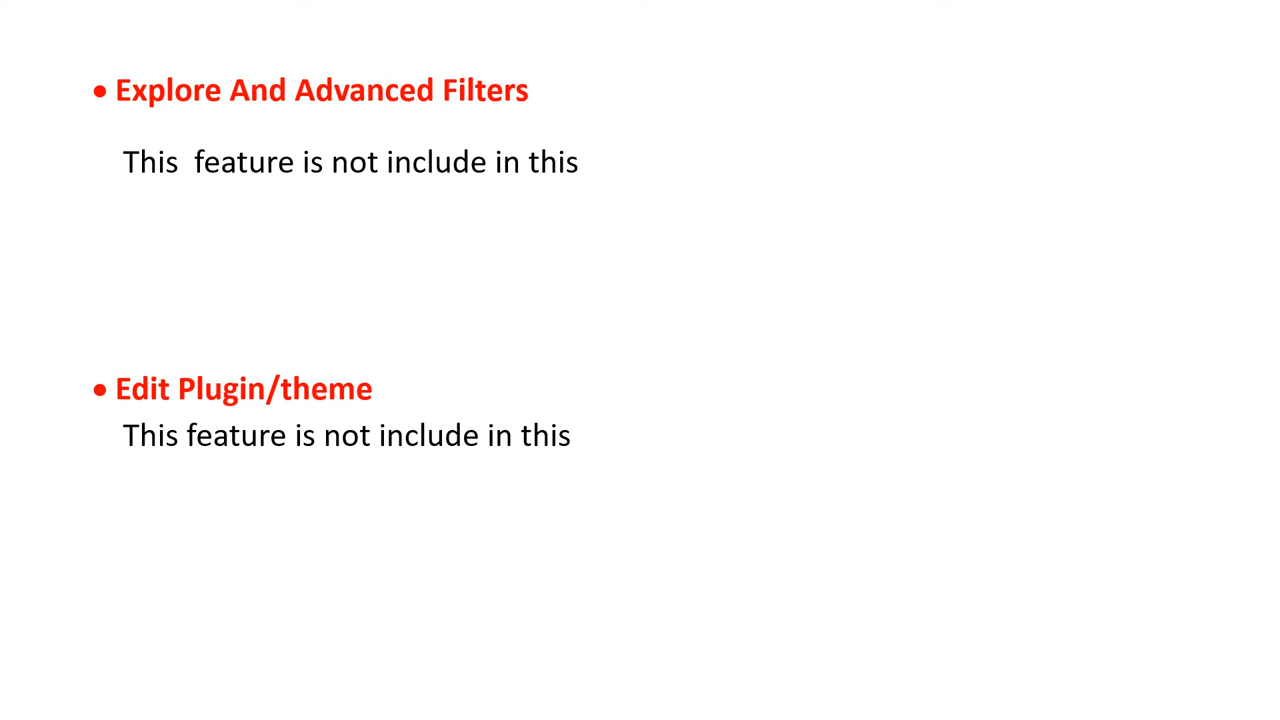 • Explore And Advanced Filters
This  feature is not include in this
• Edit Plugin/theme
This feature is not include in this